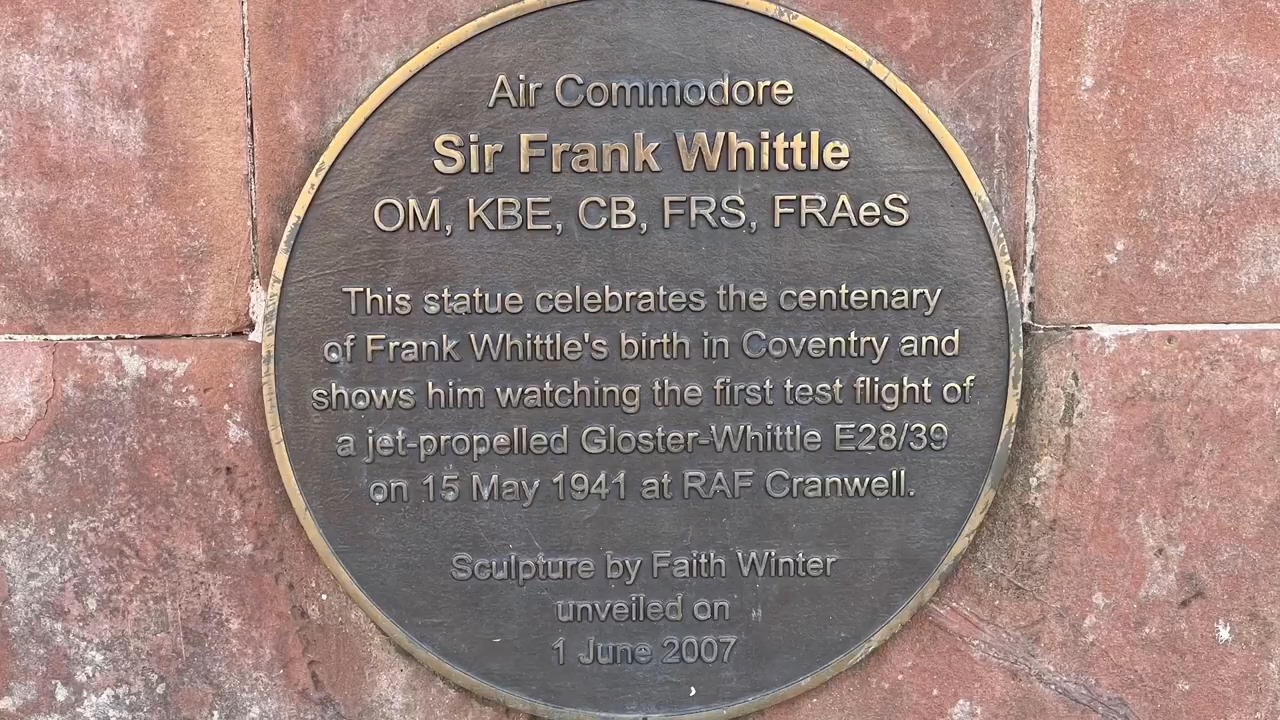 Air Commodore
Sir Frank Whittle
OM, KBE, CB, FRS, FRAeS
This statue celebrates the centenary
of Frank Whittle's birth in Coventry and
shows him watching the first test flight of
a jet-propelled Gloster-Whittle E28/39
on 15 May 1941 at RAF Cranwell.
Sculpture by Faith Winter
unveiled on
1 June 2007